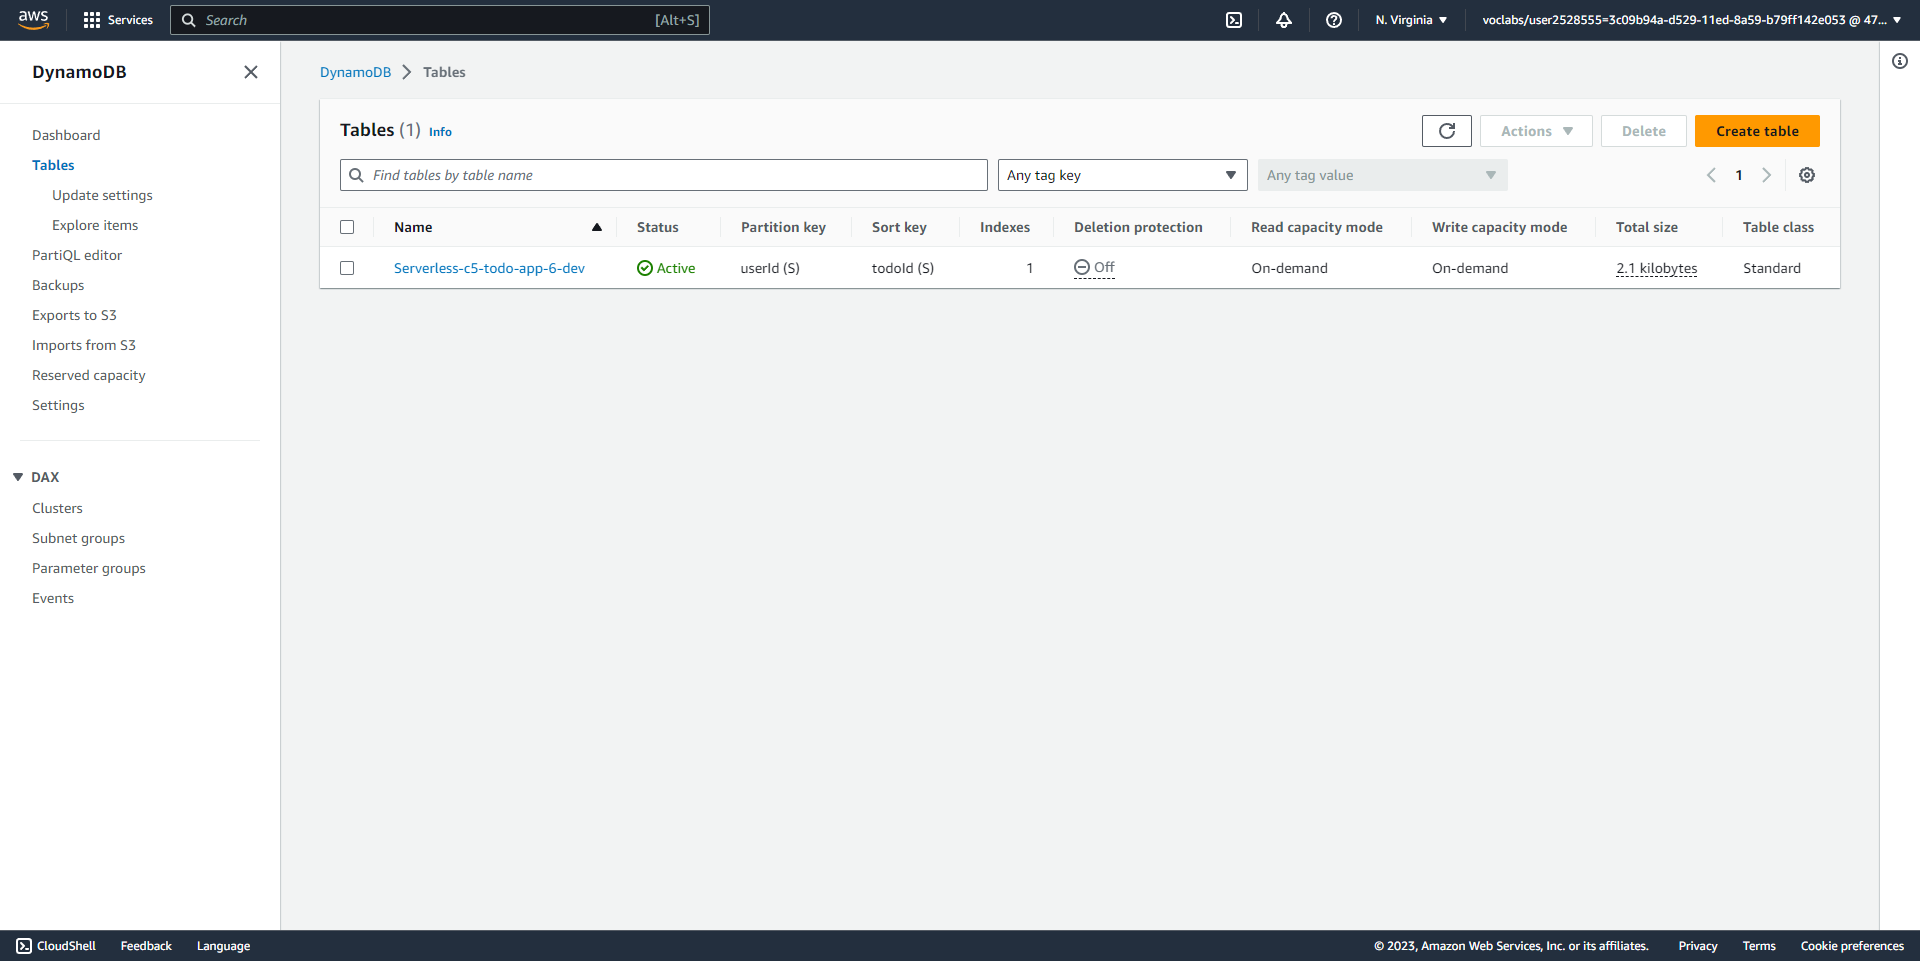 aws
Services
Search [Alt+S]
N. Virginia
voclabs/user2528555=3c09b94a-d529-11ed-8a59-b79ff142e053 @ 47...
DynamoDB
Dashboard
Tables
Update settings
Explore items
PartiQL editor
Backups
Exports to S3
Imports from S3
Reserved capacity
Settings
DAX
Clusters
Subnet groups
Parameter groups
Events
DynamoDB Tables
Tables (1) Info
Actions
Delete
Create table
Find tables by table name
Any tag key
Any tag value
1
Name Status Partition key Sort key Indexes Deletion protection Read capacity mode Write capacity mode Total size Table class
Serverless-c5-todo-app-6-dev Active userId (S) todoId (S) 1 Off On-demand On-demand 2.1 kilobytes Standard
CloudShell Feedback Language
© 2023, Amazon Web Services, Inc. or its affiliates. Privacy Terms Cookie preferences